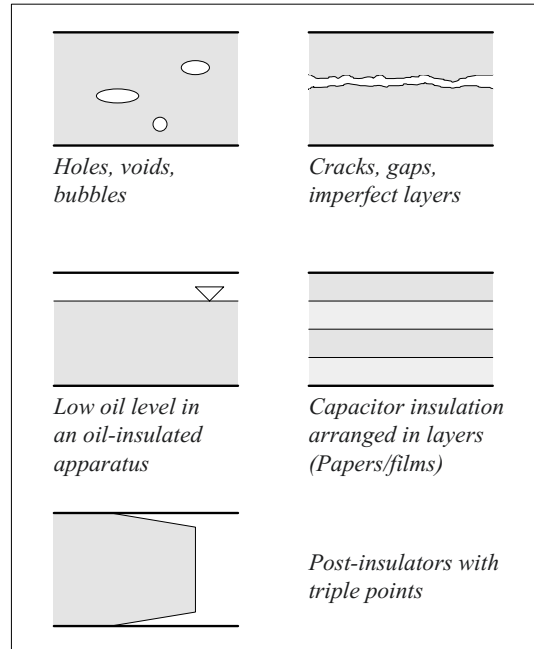 Holes, voids,
bubbles
Cracks, gaps,
imperfect layers
Low oil level in
an oil-insulated
apparatus
Capacitor insulation
arranged in layers
(Papers/films)
Post-insulators with
triple points